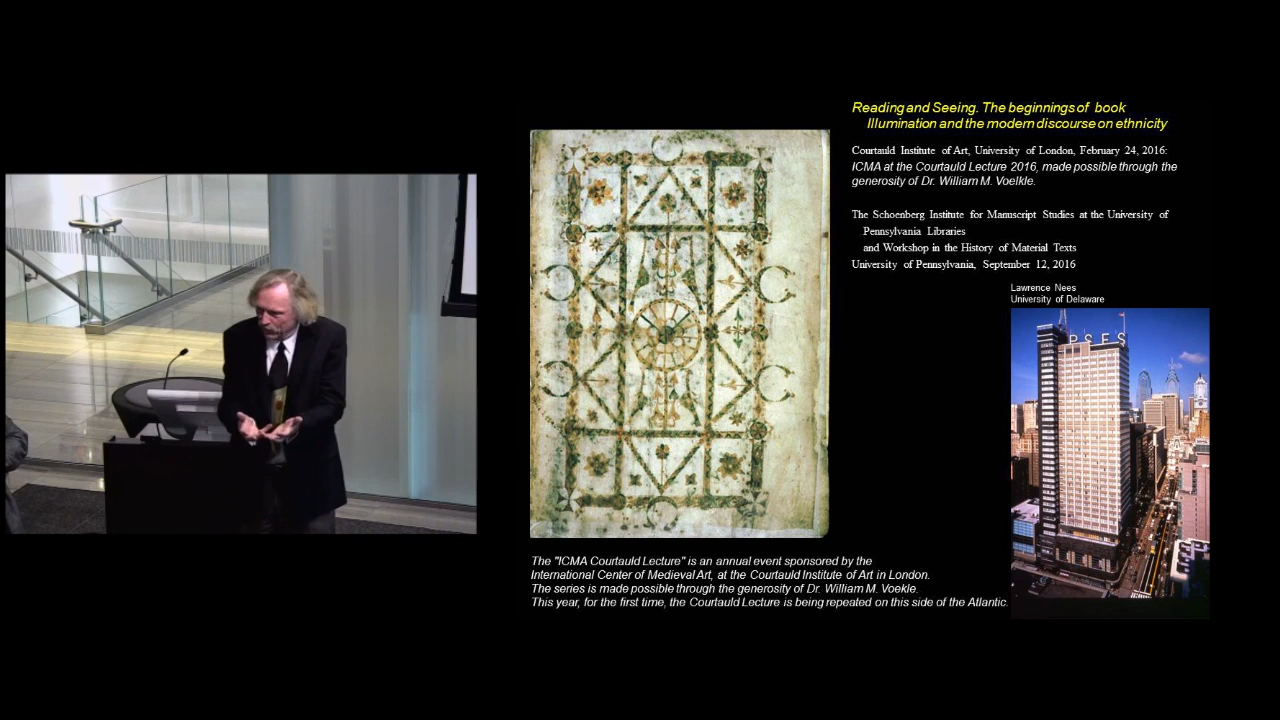 Reading and Seeing. The beginnings of book
Illumination and the modern discourse on ethnicity
Courtauld Institute of Art, University of London, February 24, 2016:
ICMA at the Courtauld Lecture 2016, made possible through the
generosity of Dr. William M. Voelkle.
The Schoenberg Institute for Manuscript Studies at the University of
Pennsylvania Libraries
and Workshop in the History of Material Texts
University of Pennsylvania, September 12, 2016
Lawrence Nees
University of Delaware
PSFS
The "ICMA Courtauld Lecture" is an annual event sponsored by the
International Center of Medieval Art, at the Courtauld Institute of Art in London.
The series is made possible through the generosity of Dr. William M. Voekle.
This year, for the first time, the Courtauld Lecture is being repeated on this side of the Atlantic.